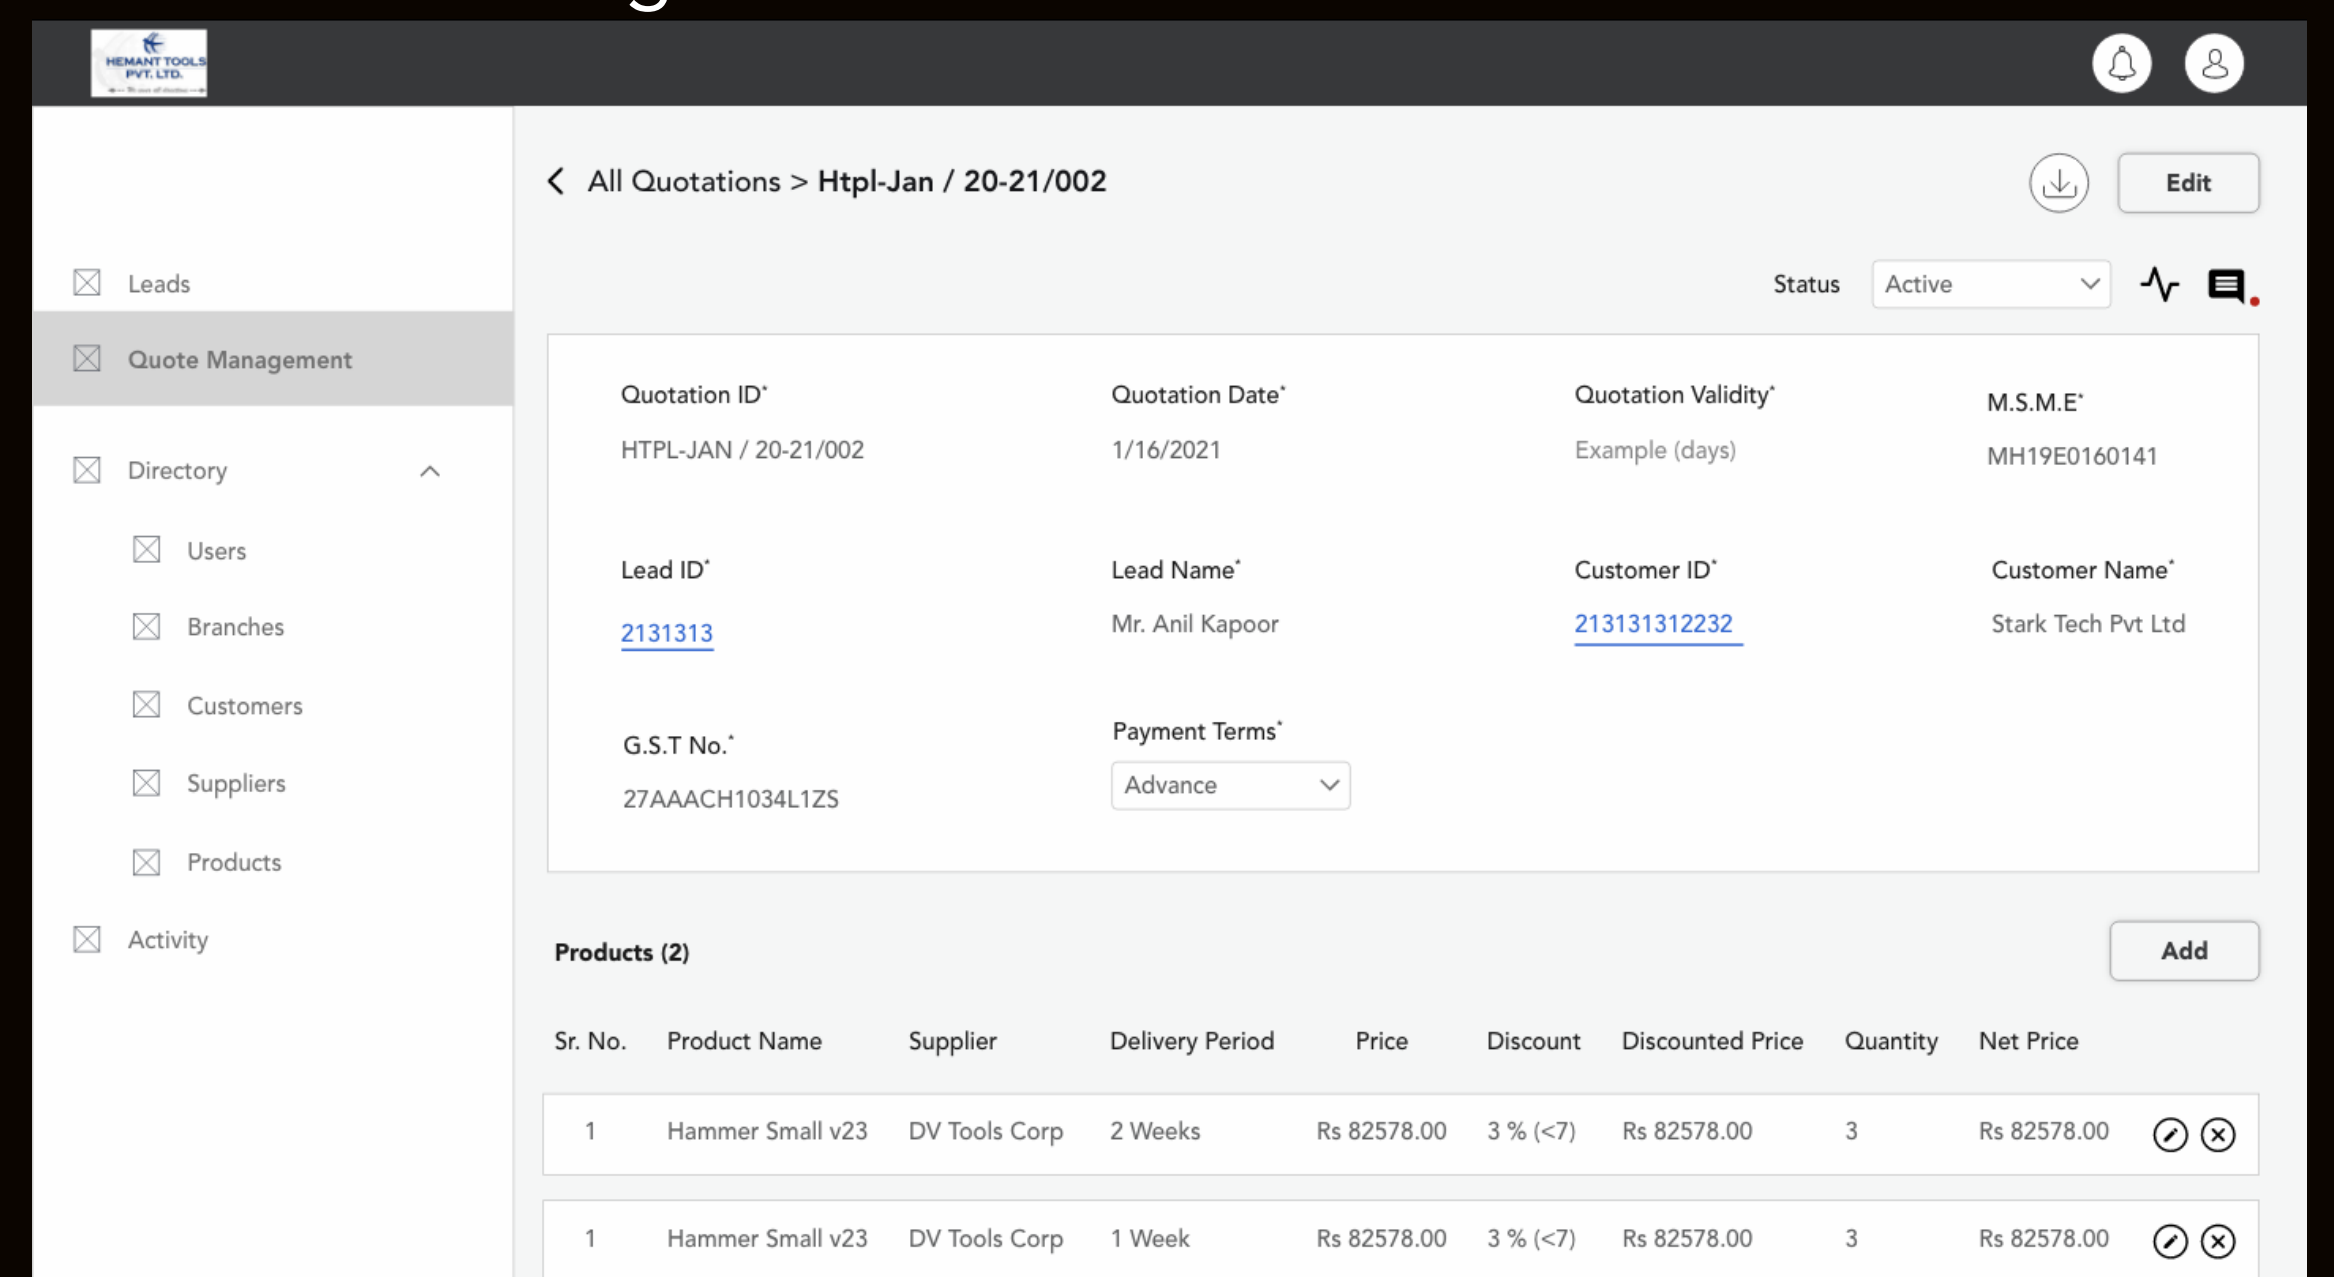 HEMANT TOOLS
PVT. LTD.
All Quotations > Htpl-Jan / 20-21/002
Edit
Status
Active
Leads
Quote Management
Directory
Users
Branches
Customers
Suppliers
Products
Activity
Quotation ID* Quotation Date* Quotation Validity* M.S.M.E*
HTPL-JAN / 20-21/002 1/16/2021 Example (days) MH19E0160141
Lead ID* Lead Name* Customer ID* Customer Name*
2131313 Mr. Anil Kapoor 213131312232 Stark Tech Pvt Ltd
G.S.T No.* Payment Terms*
27AAACH1034L1ZS Advance
Products (2)
Add
Sr. No. Product Name Supplier Delivery Period Price Discount Discounted Price Quantity Net Price
1 Hammer Small v23 DV Tools Corp 2 Weeks Rs 82578.00 3 % (<7) Rs 82578.00 3 Rs 82578.00
1 Hammer Small v23 DV Tools Corp 1 Week Rs 82578.00 3 % (<7) Rs 82578.00 3 Rs 82578.00